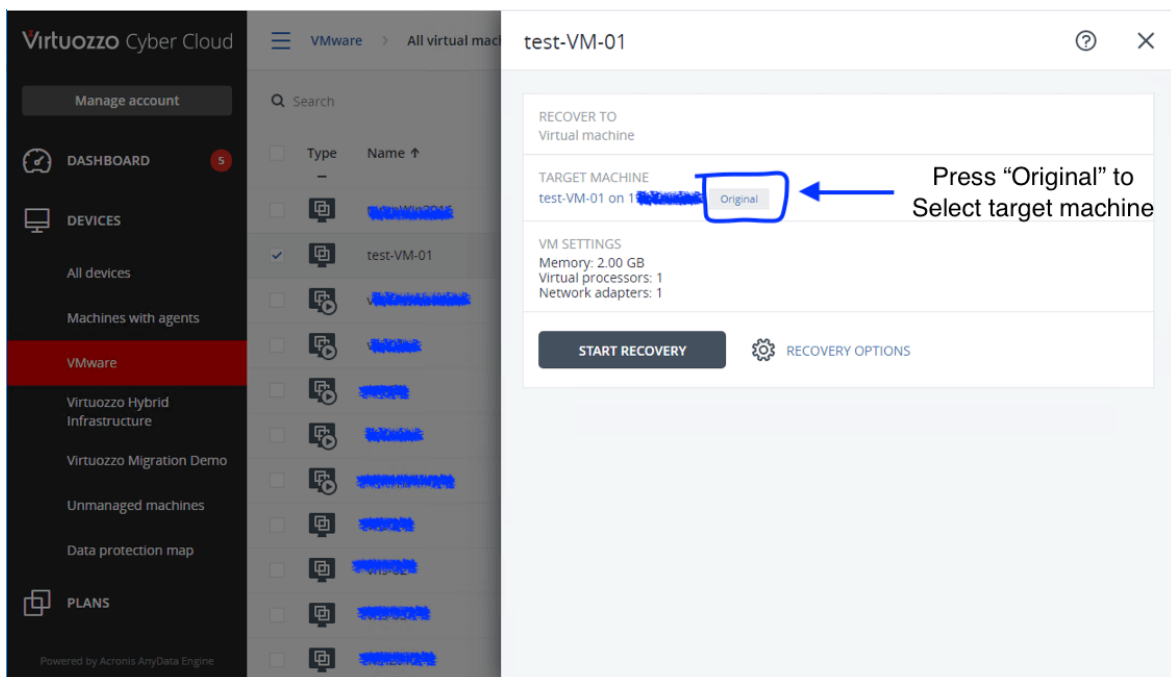 Virtuozzo Cyber Cloud
Manage account
DASHBOARD
5
DEVICES
All devices
Machines with agents
VMware
Virtuozzo Hybrid
Infrastructure
Virtuozzo Migration Demo
Unmanaged machines
Data protection map
PLANS
Powered by Acronis AnyData Engine
VMware > All virtual mac
Search
Type Name ↑
test-VM-01
test-VM-01
RECOVER TO
Virtual machine
TARGET MACHINE
test-VM-01 on 1
Original
Press “Original” to
Select target machine
VM SETTINGS
Memory: 2.00 GB
Virtual processors: 1
Network adapters: 1
START RECOVERY
RECOVERY OPTIONS